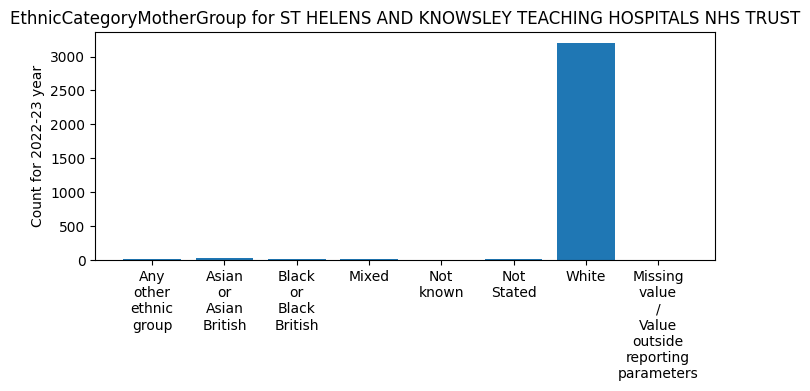 EthnicCategoryMotherGroup for ST HELENS AND KNOWSLEY TEACHING HOSPITALS NHS TRUST
Count for 2022-23 year
3000
2500
2000
1500
1000
500
0
Any
other
ethnic
group
Asian
or
Asian
British
Black
or
Black
British
Mixed
Not
known
Not
Stated
White
Missing
value
/
Value
outside
reporting
parameters